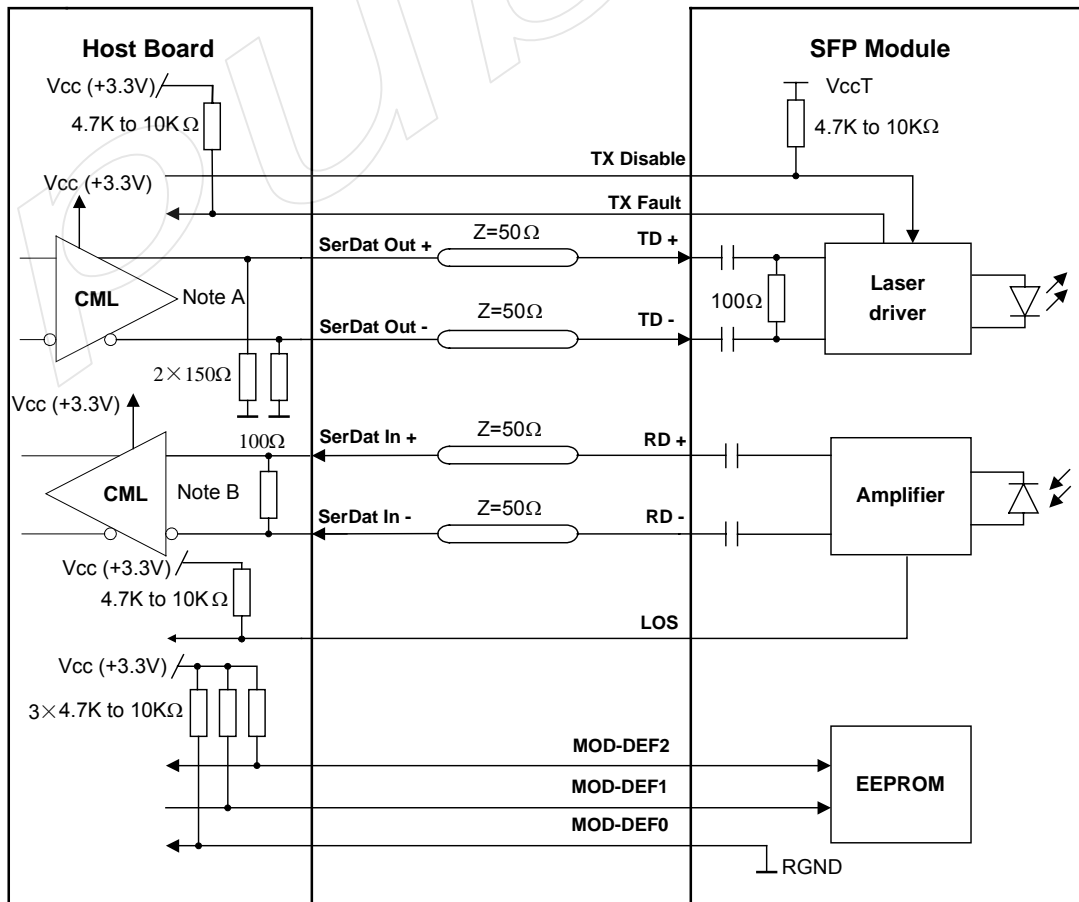 Host Board
SFP Module
Vcc (+3.3V)
4.7K to 10KΩ
VccT
4.7K to 10KΩ
TX Disable
Vcc (+3.3V)
TX Fault
SerDat Out +
Z=50Ω
TD +
CML
Note A
100Ω
Laser
driver
SerDat Out -
Z=50Ω
TD -
2×150Ω
Vcc (+3.3V)
100Ω
SerDat In +
Z=50Ω
RD +
CML
Note B
Amplifier
SerDat In -
Z=50Ω
RD -
Vcc (+3.3V)
4.7K to 10KΩ
LOS
Vcc (+3.3V)
3×4.7K to 10KΩ
MOD-DEF2
MOD-DEF1
EEPROM
MOD-DEF0
RGND